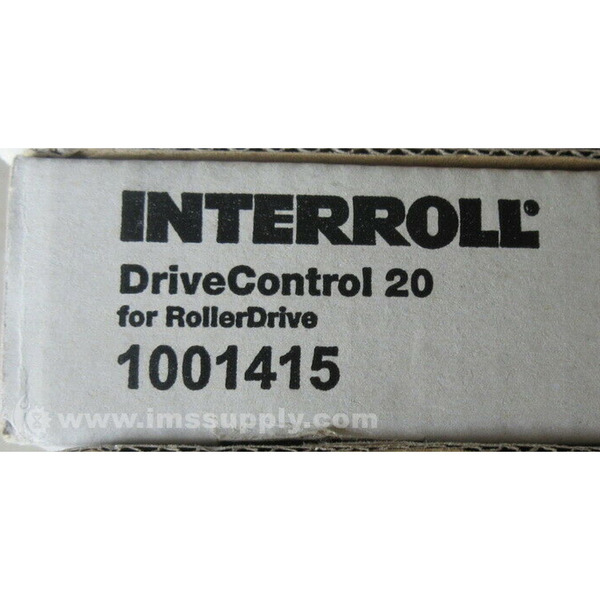 INTERROLL®
DriveControl 20
for RollerDrive
1001415
www.imssupply.com